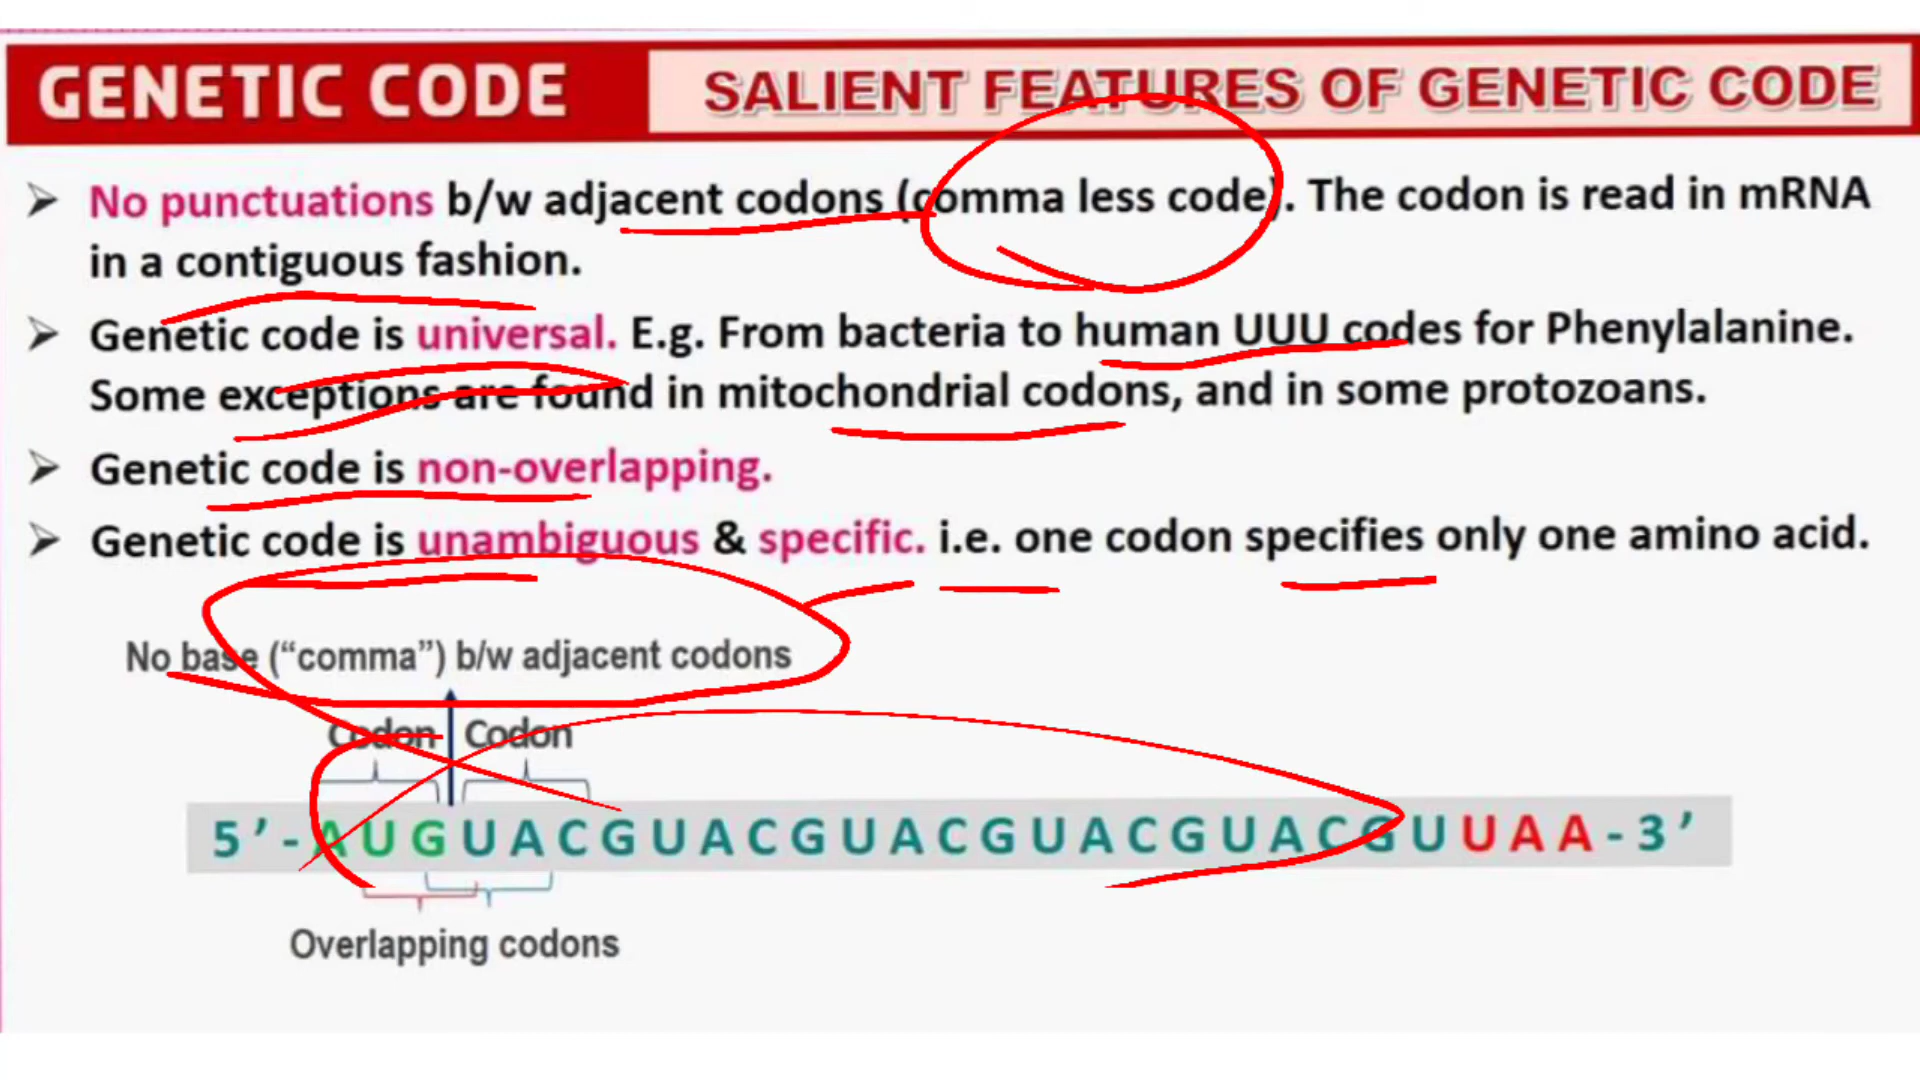 GENETIC CODE
SALIENT FEATURES OF GENETIC CODE
➢ No punctuations b/w adjacent codons (comma less code). The codon is read in mRNA
in a contiguous fashion.
➢ Genetic code is universal. E.g. From bacteria to human UUU codes for Phenylalanine.
Some exceptions are found in mitochondrial codons, and in some protozoans.
➢ Genetic code is non-overlapping.
➢ Genetic code is unambiguous & specific. i.e. one codon specifies only one amino acid.
No base (“comma”) b/w adjacent codons
Codon Codon
5’-AUGUACGUACGUACGUACGUACGUUAA-3’
Overlapping codons